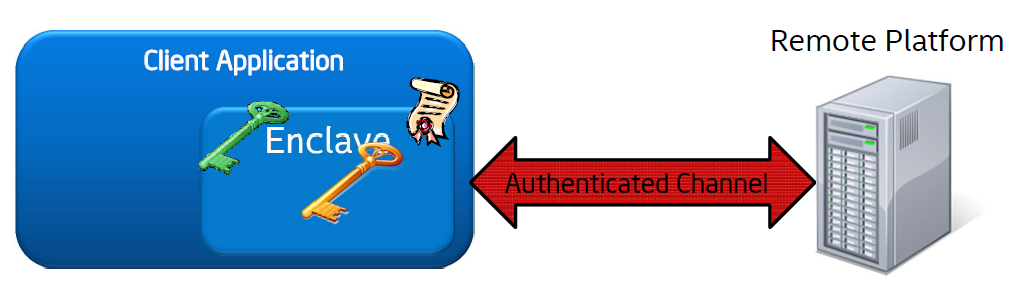 Client Application
Remote Platform
Enclave
Authenticated Channel